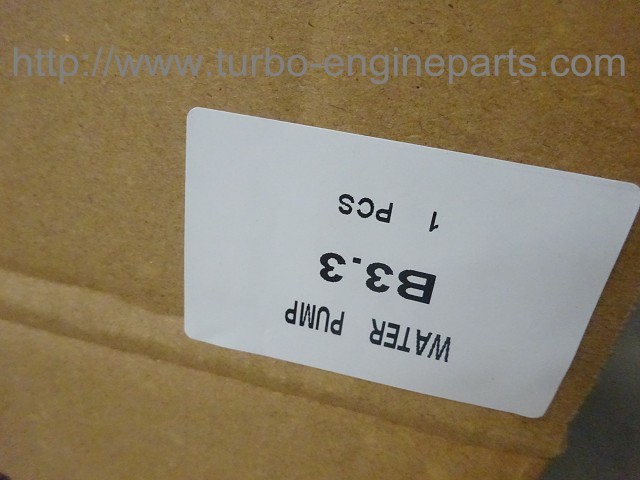 http://www.turbo-engineparts.com
WATER PUMP
B3.3
1 PCS